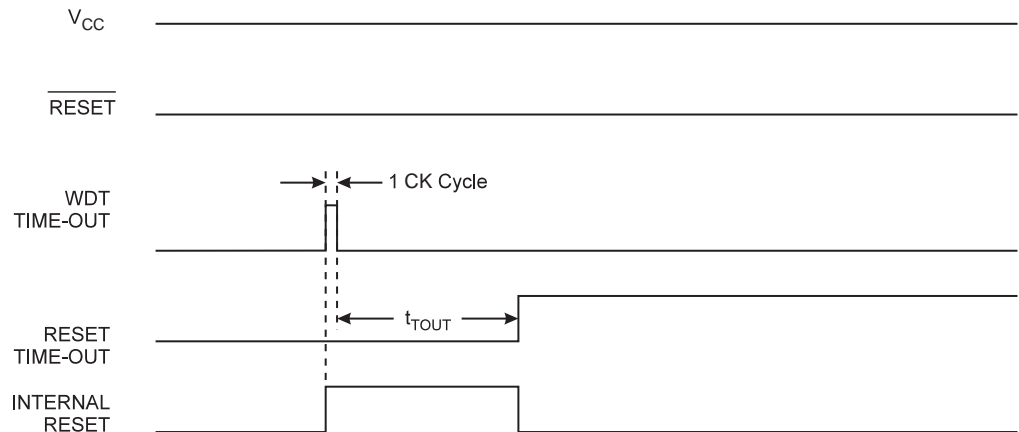 VCC
RESET
1 CK Cycle
WDT
TIME-OUT
tTOUT
RESET
TIME-OUT
INTERNAL
RESET